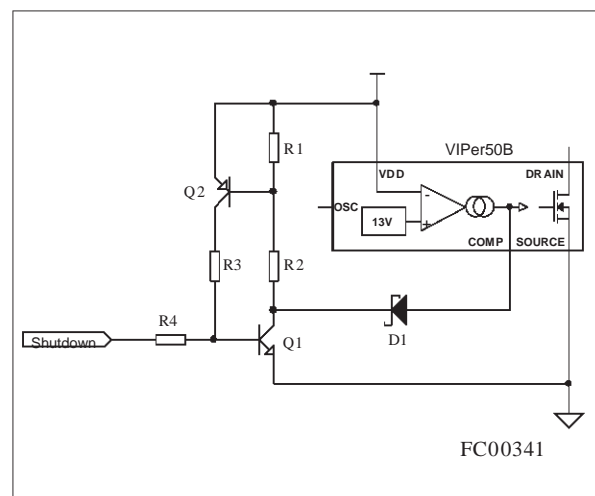 R1
VIPer50B
VDD
DRAIN
Q2
-
OSC
13V
+
COMP
SOURCE
R3
R2
R4
Shutdown
Q1
D1
FC00341